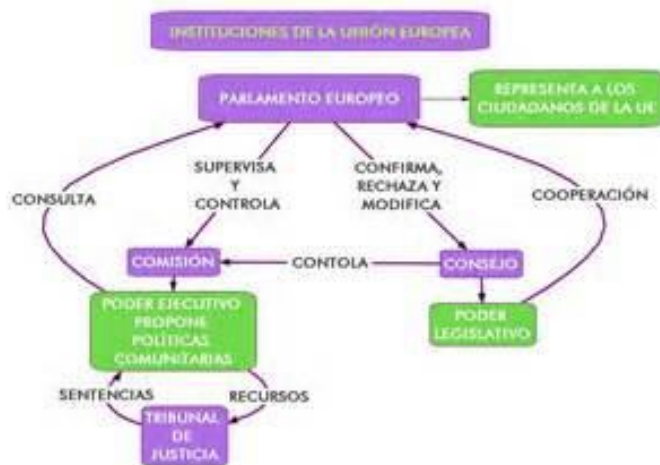 INSTITUCIONES DE LA UNIÓN EUROPEA
PARLAMENTO EUROPEO
REPRESENTA A LOS
CIUDADANOS DE LA UE
SUPERVISA
Y
CONTROLA
CONFIRMA,
RECHAZA Y
MODIFICA
CONSULTA
COOPERACIÓN
COMISIÓN
CONTOLA
CONSEJO
PODER EJECUTIVO
PROPONE
POLÍTICAS
COMUNITARIAS
PODER
LEGISLATIVO
SENTENCIAS
RECURSOS
TRIBUNAL
DE
JUSTICIA